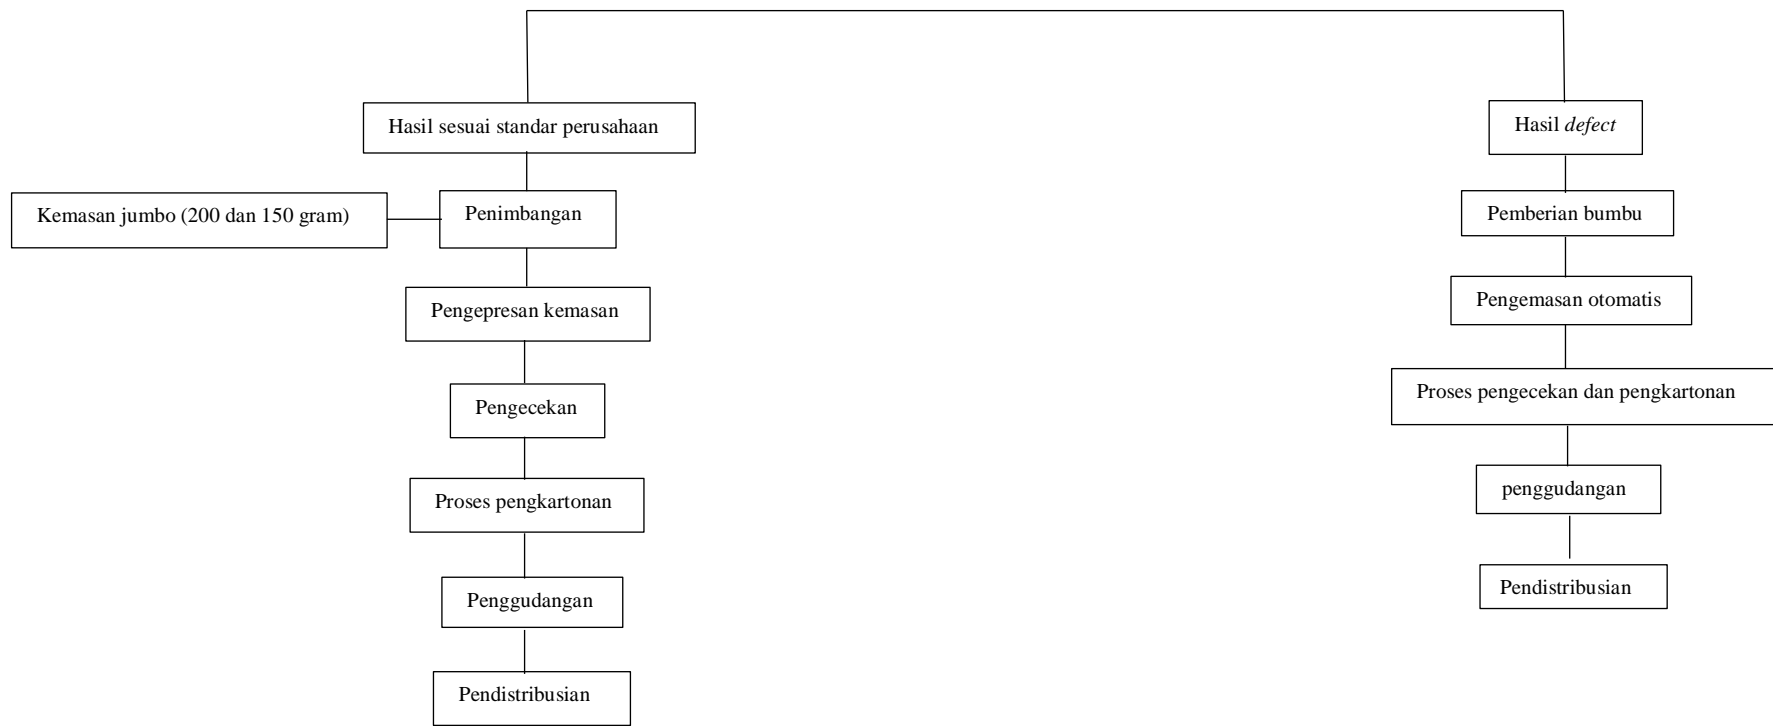 Hasil sesuai standar perusahaan
Kemasan jumbo (200 dan 150 gram)
Penimbangan
Pengepresan kemasan
Pengecekan
Proses pengkartonan
Penggudangan
Pendistribusian
Hasil defect
Pemberian bumbu
Pengemasan otomatis
Proses pengecekan dan pengkartonan
penggudangan
Pendistribusian